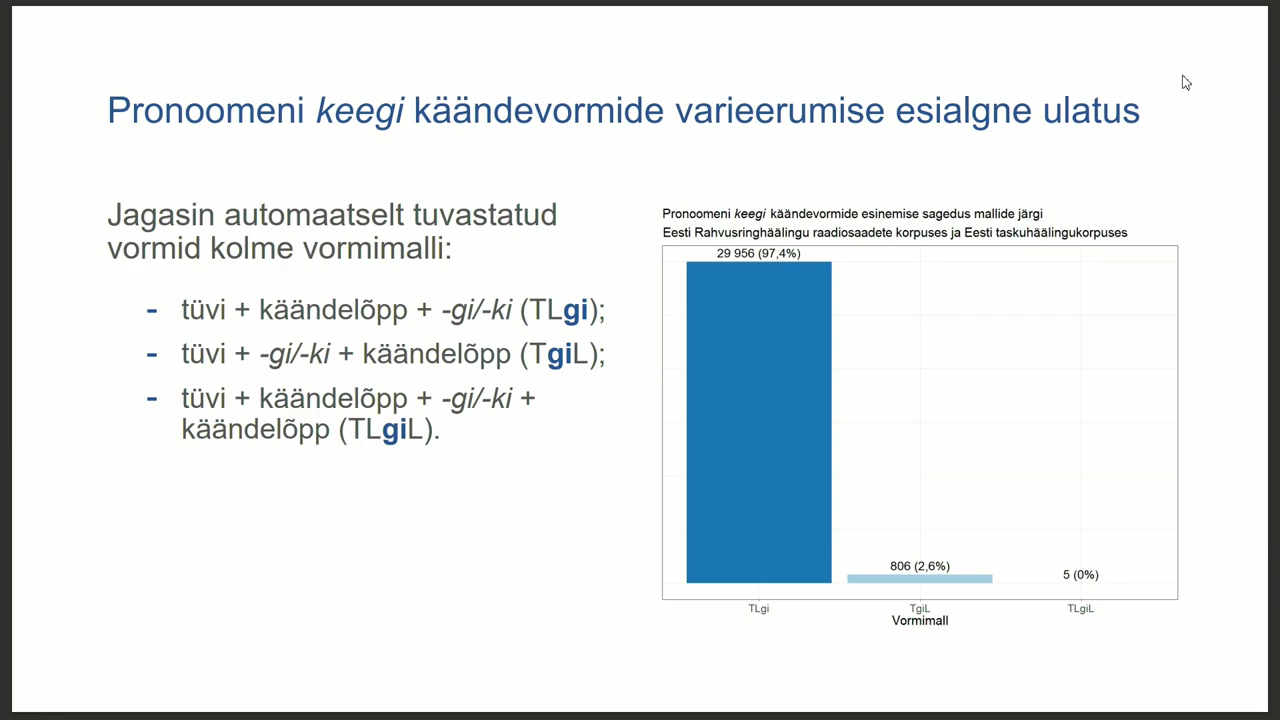 Pronoomeni keegi käändevormide varieerumise esialgne ulatus
Jagasin automaatselt tuvastatud
vormid kolme vormimalli:
- tüvi + käändelõpp + -gi/-ki (TLgi);
- tüvi + -gi/-ki + käändelõpp (TgiL);
- tüvi + käändelõpp + -gi/-ki +
käändelõpp (TLgiL).
Pronoomeni keegi käändevormide esinemise sagedus mallide järgi
Eesti Rahvusringhäälingu raadiosaadete korpuses ja Eesti taskuhäälingukorpuses
29 956 (97,4%)
806 (2,6%)
5 (0%)
TLgi
TgiL
TLgiL
Vormimall